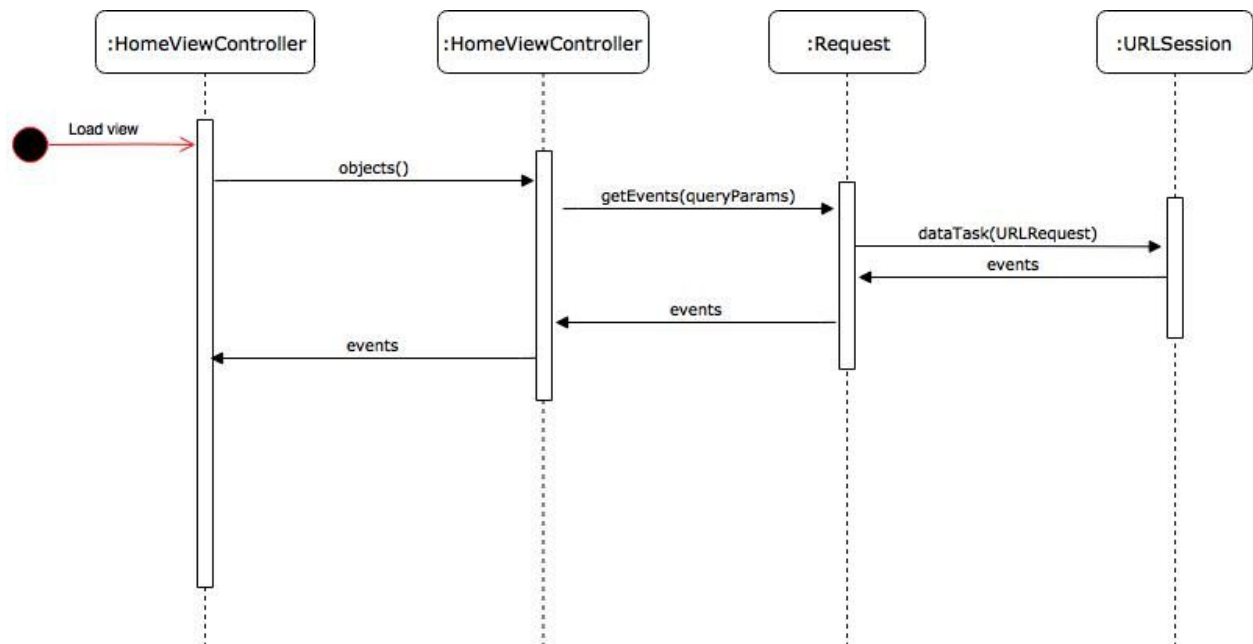 :HomeViewController
:HomeViewController
:Request
:URLSession
Load view
objects()
getEvents(queryParams)
dataTask(URLRequest)
events
events
events